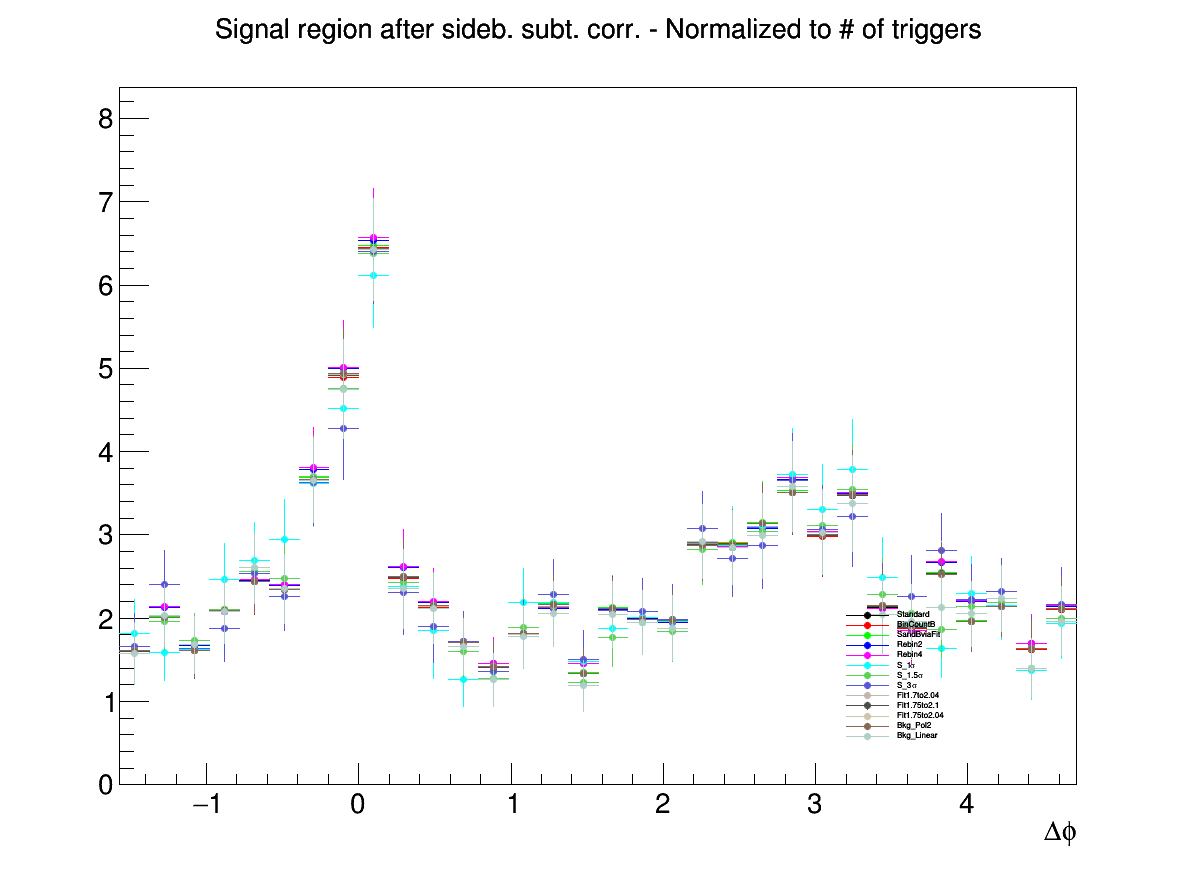 Signal region after sideb. subt. corr. - Normalized to # of triggers
8
7
6
5
4
3
2
1
0
Standard
BinCountB
SandBviaFit
Rebin2
Rebin4
S_1σ
S_1.5σ
S_3σ
Fit1.7to2.04
Fit1.75to2.1
Fit1.75to2.04
Bkg_Pol2
Bkg_Linear
−1 0 1 2 3 4
Δϕ